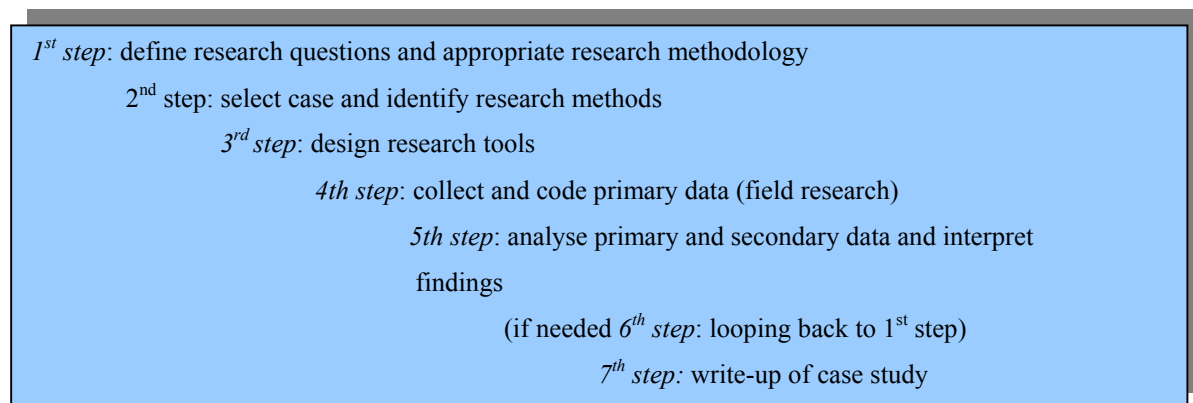 1st step: define research questions and appropriate research methodology
2nd step: select case and identify research methods
3rd step: design research tools
4th step: collect and code primary data (field research)
5th step: analyse primary and secondary data and interpret
findings
(if needed 6th step: looping back to 1st step)
7th step: write-up of case study